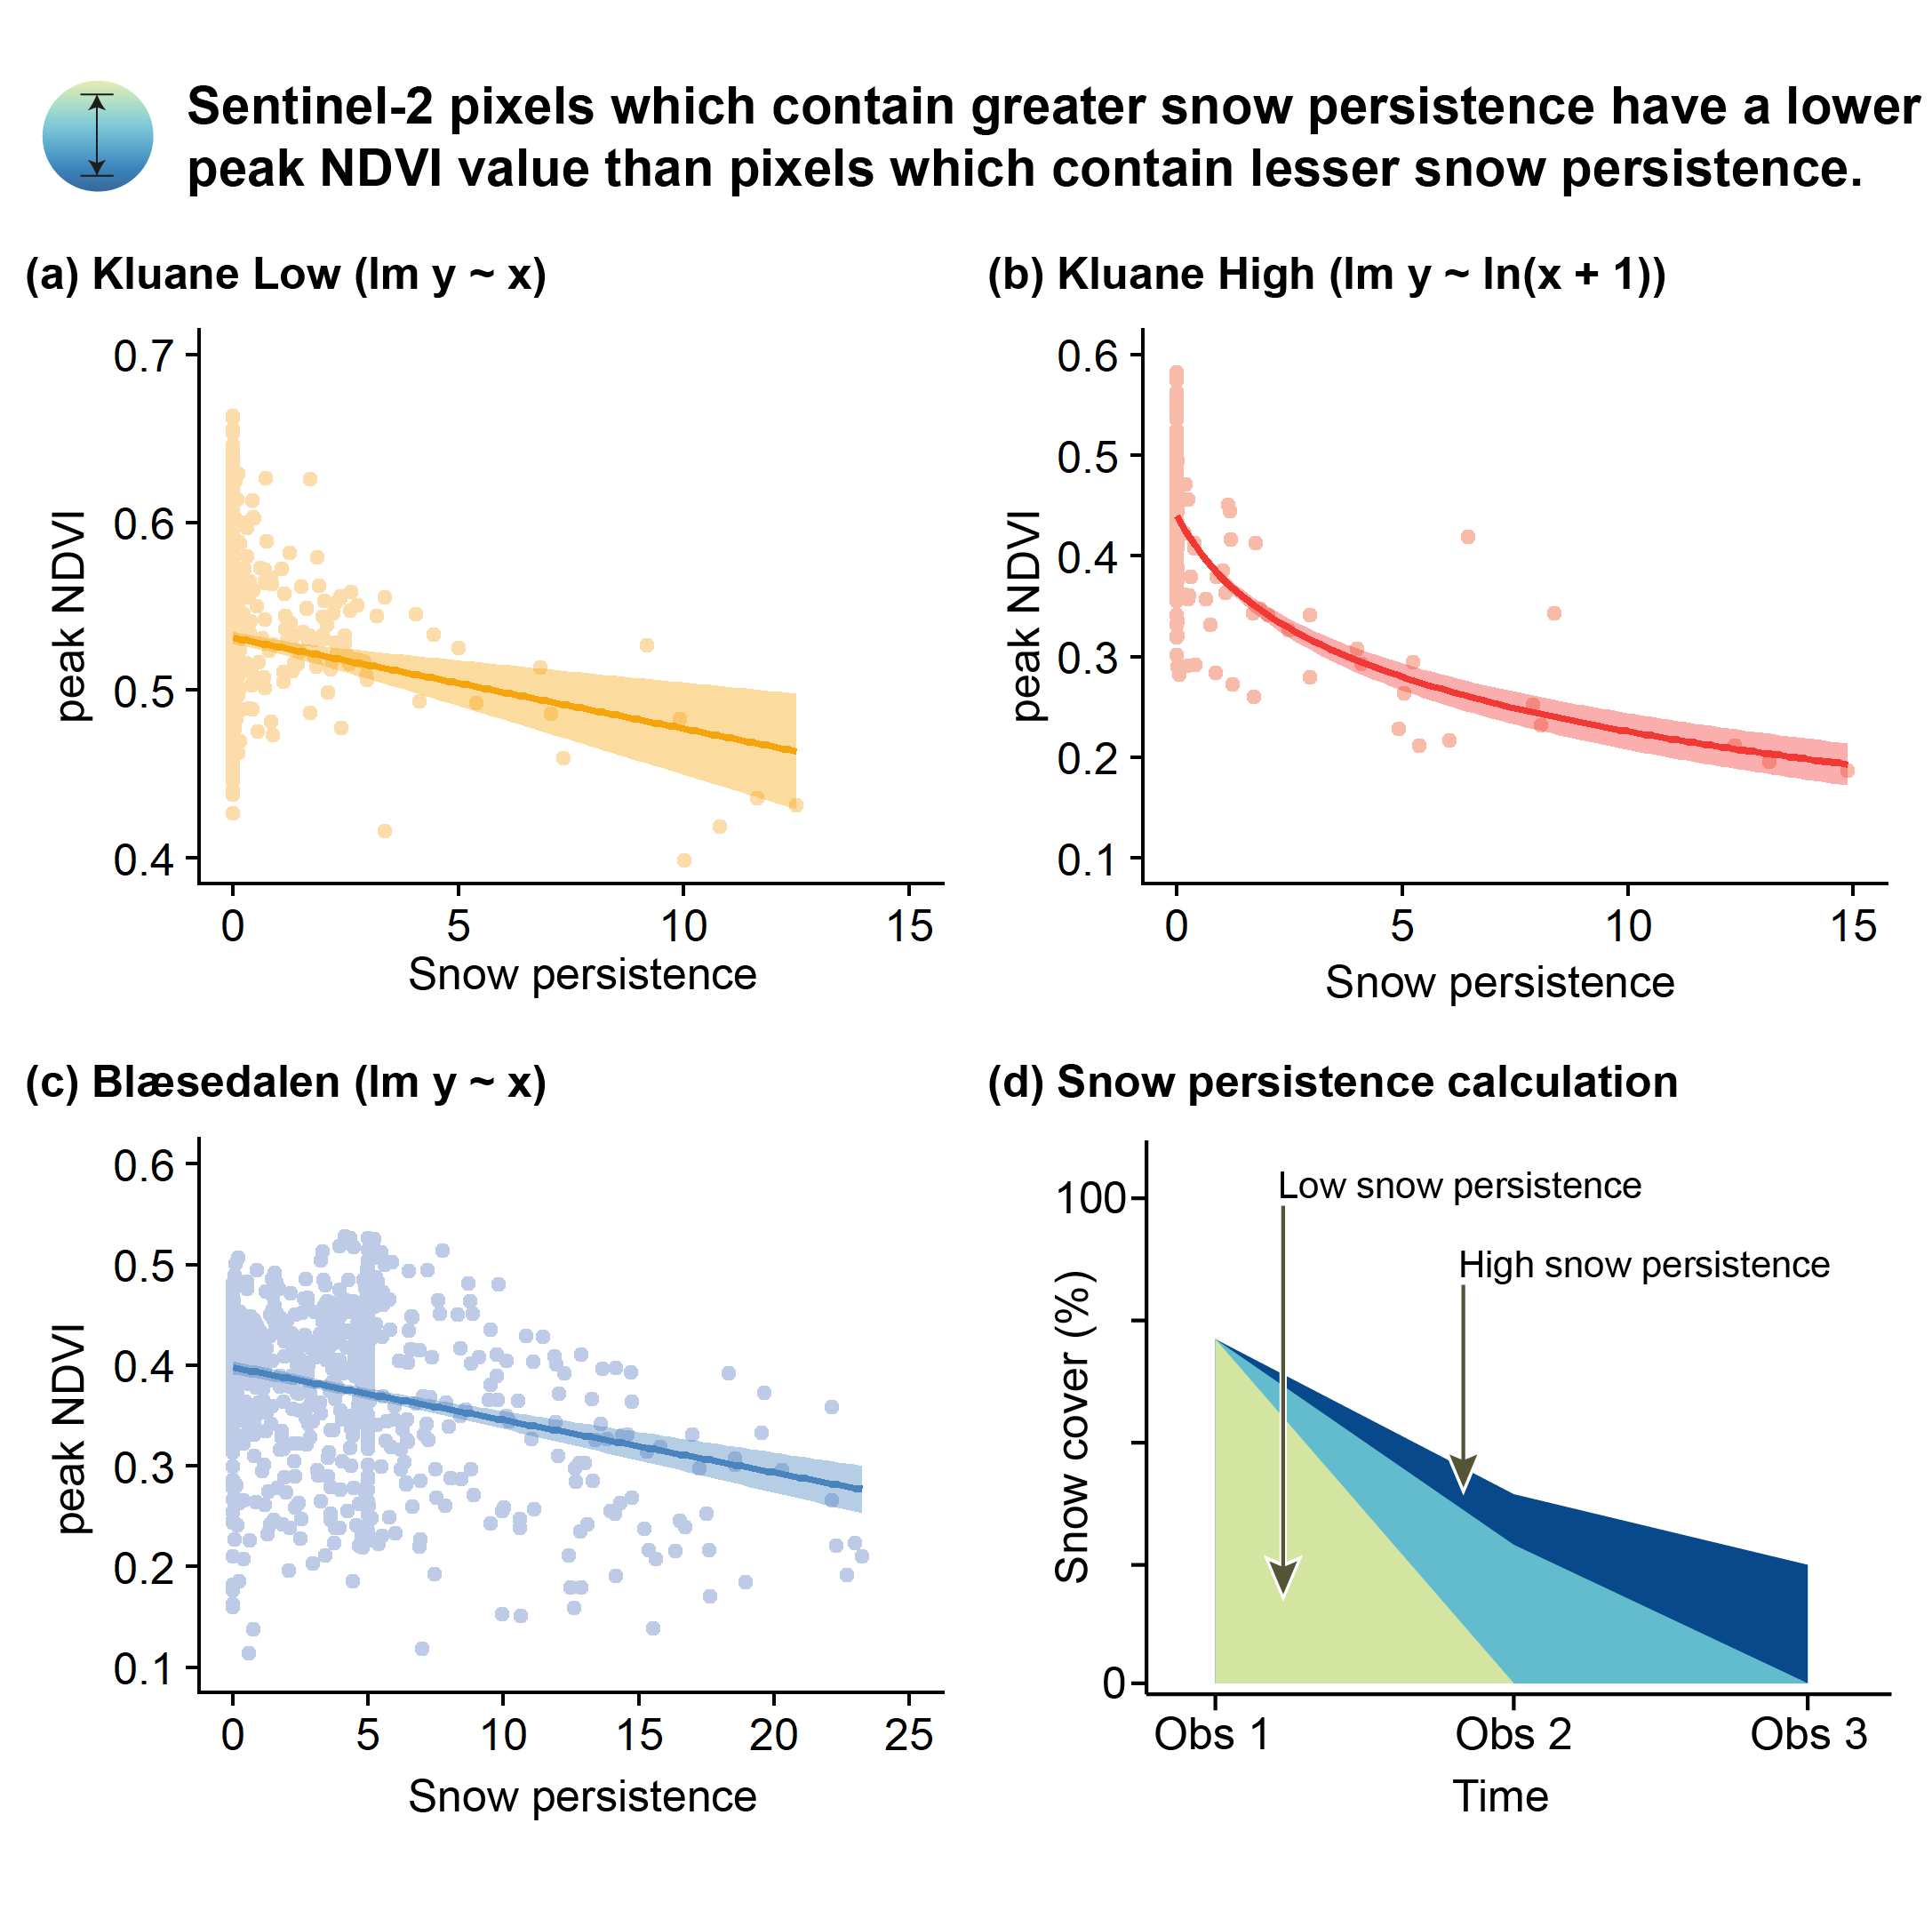 Sentinel-2 pixels which contain greater snow persistence have a lower
peak NDVI value than pixels which contain lesser snow persistence.
(a) Kluane Low (lm y ~ x)
0.7
0.6
0.5
0.4
peak NDVI
0 5 10 15
Snow persistence
(b) Kluane High (lm y ~ ln(x + 1))
0.6
0.5
0.4
0.3
0.2
0.1
peak NDVI
0 5 10 15
Snow persistence
(c) Blæsedalen (lm y ~ x)
0.6
0.5
0.4
0.3
0.2
0.1
peak NDVI
0 5 10 15 20 25
Snow persistence
(d) Snow persistence calculation
100
0
Snow cover (%)
Low snow persistence
High snow persistence
Obs 1 Obs 2 Obs 3
Time